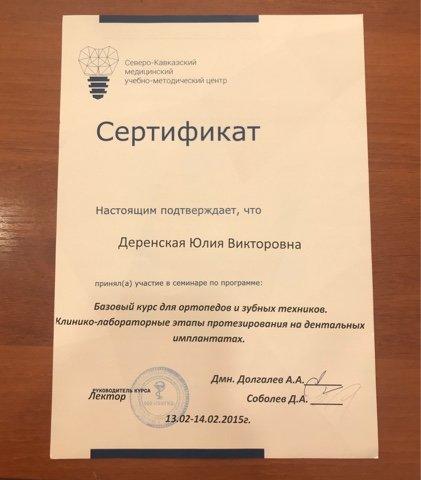 Северо-Кавказский
медицинский
учебно-методический центр
Сертификат
Настоящим подтверждает, что
Деренская Юлия Викторовна
принял(а) участие в семинаре по программе:
Базовый курс для ортопедов и зубных техников.
Клинико-лабораторные этапы протезирования на дентальных
имплантатах.
РУКОВОДИТЕЛЬ КУРСА
Дмн. Долгалев А.А.
Лектор
Соболев Д.А.
13.02-14.02.2015г.